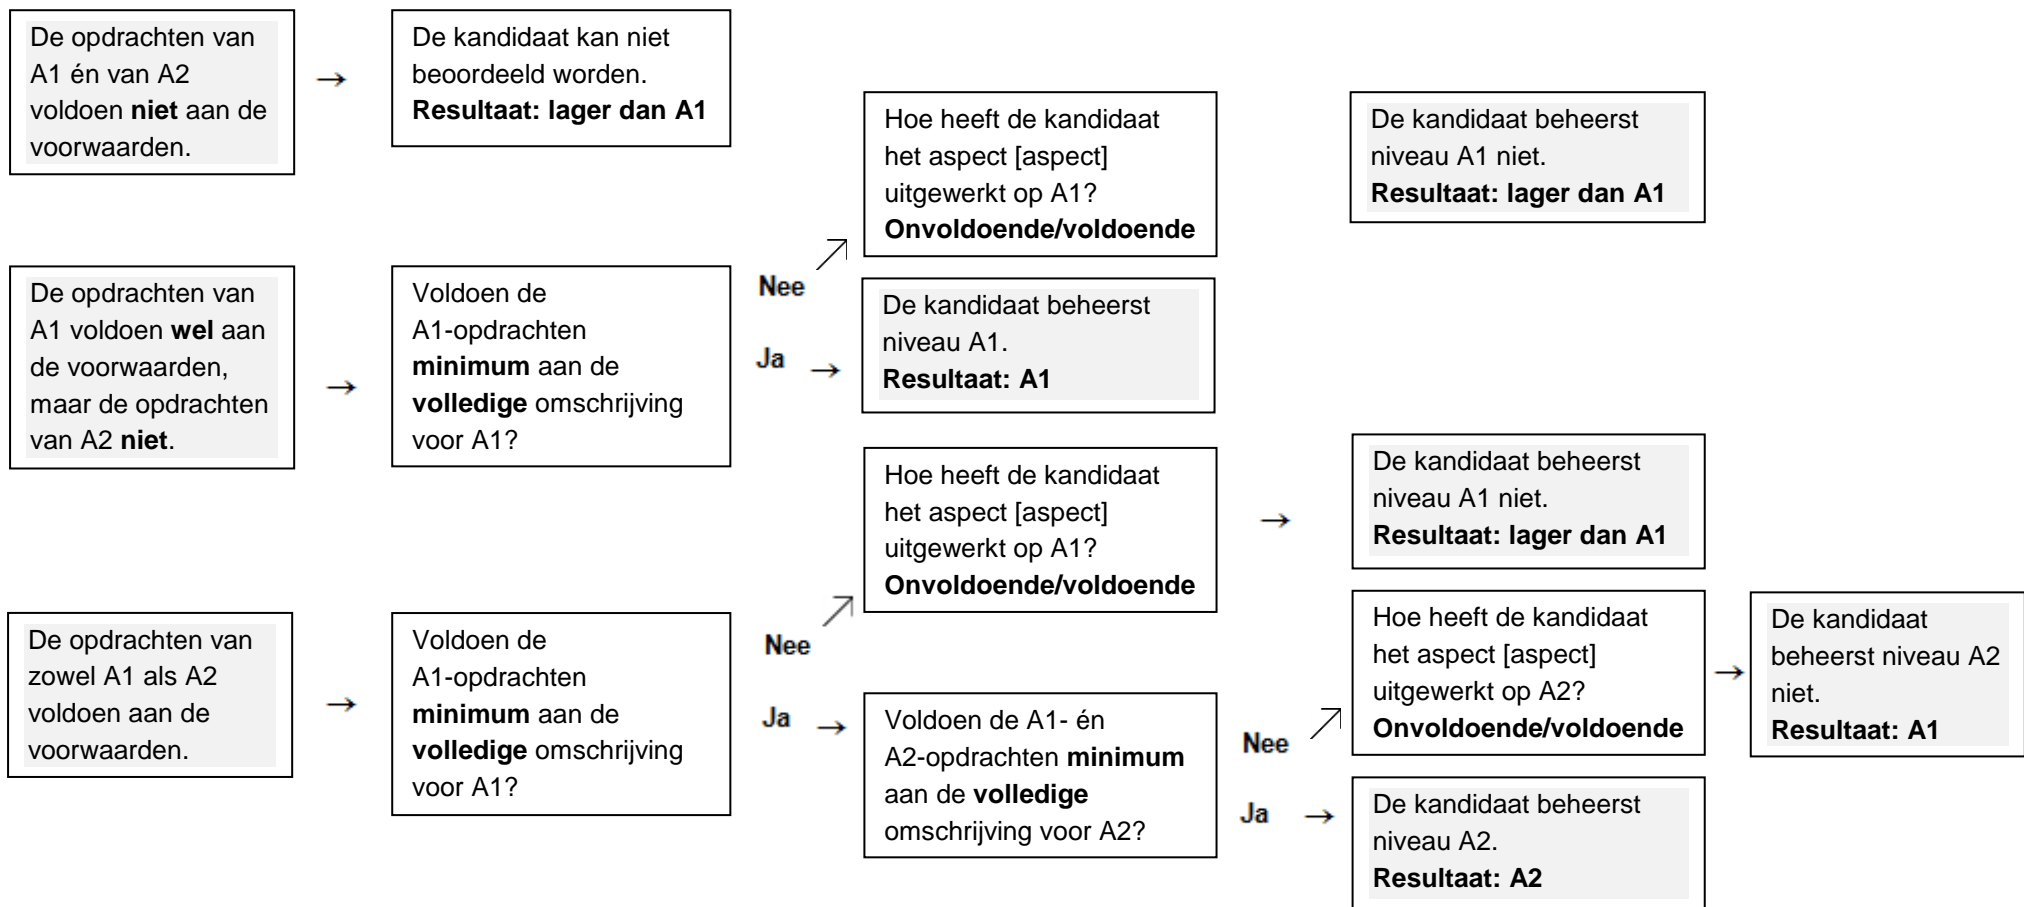 De opdrachten van
A1 én van A2
voldoen niet aan de
voorwaarden.
→
De kandidaat kan niet
beoordeeld worden.
Resultaat: lager dan A1
De opdrachten van
A1 voldoen wel aan
de voorwaarden,
maar de opdrachten
van A2 niet.
→
Voldoen de
A1-opdrachten
minimum aan de
volledige omschrijving
voor A1?
Nee
Hoe heeft de kandidaat
het aspect [aspect]
uitgewerkt op A1?
Onvoldoende/voldoende
De kandidaat beheerst
niveau A1 niet.
Resultaat: lager dan A1
Ja →
De kandidaat beheerst
niveau A1.
Resultaat: A1
De opdrachten van
zowel A1 als A2
voldoen aan de
voorwaarden.
→
Voldoen de
A1-opdrachten
minimum aan de
volledige omschrijving
voor A1?
Nee
Hoe heeft de kandidaat
het aspect [aspect]
uitgewerkt op A1?
Onvoldoende/voldoende
→
De kandidaat beheerst
niveau A1 niet.
Resultaat: lager dan A1
Ja →
Voldoen de A1- én
A2-opdrachten minimum
aan de volledige
omschrijving voor A2?
Nee
Hoe heeft de kandidaat
het aspect [aspect]
uitgewerkt op A2?
Onvoldoende/voldoende
→
De kandidaat
beheerst niveau A2
niet.
Resultaat: A1
Ja →
De kandidaat beheerst
niveau A2.
Resultaat: A2